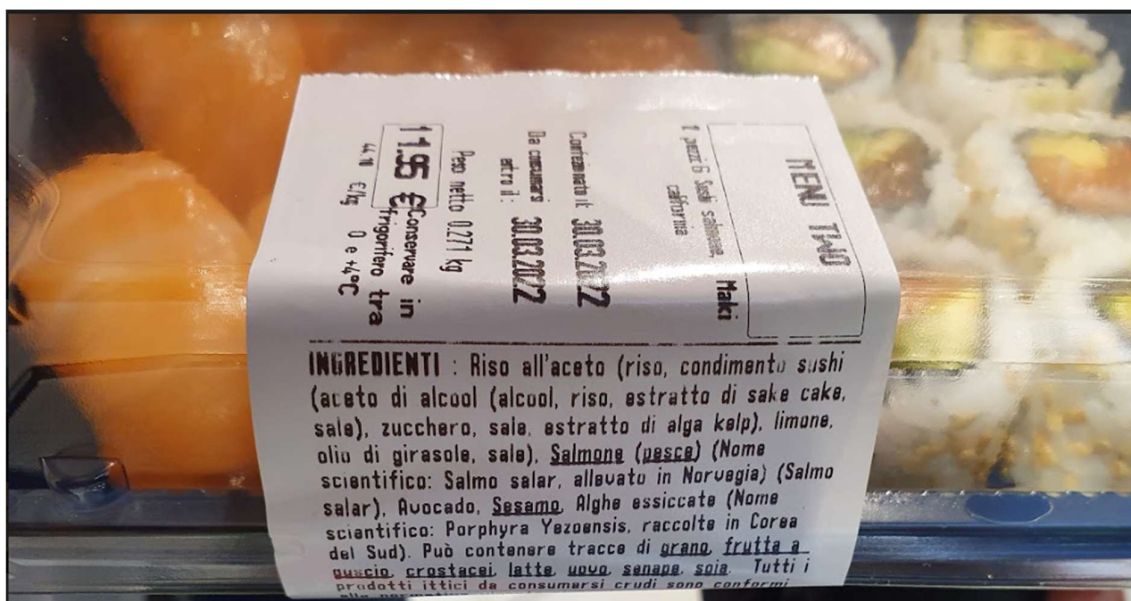 MENU TWO
6 Sushi salmone, Maki
california
Confezionato il: 30.03.2022
Da consumarsi 30.03.2022
entro il:
Peso netto 0.271 kg
11.95 €
44.10 €/kg
Conservare in
frigorifero tra
0 e +4°C
INGREDIENTI : Riso all'aceto (riso, condimento sushi
(aceto di alcool (alcool, riso, estratto di sake cake,
sale), zucchero, sale, estratto di alga kelp), limone,
olio di girasole, sale), Salmone (pesce) (Nome
scientifico: Salmo salar, allevato in Norvegia) (Salmo
salar), Avocado, Sesamo, Alghe essiccate (Nome
scientifico: Porphyra Yezoensis, raccolte in Corea
del Sud). Può contenere tracce di grano, frutta a
guscio, crostacei, latte, uovo, senape, soia. Tutti i
prodotti ittici da consumarsi crudi sono conformi